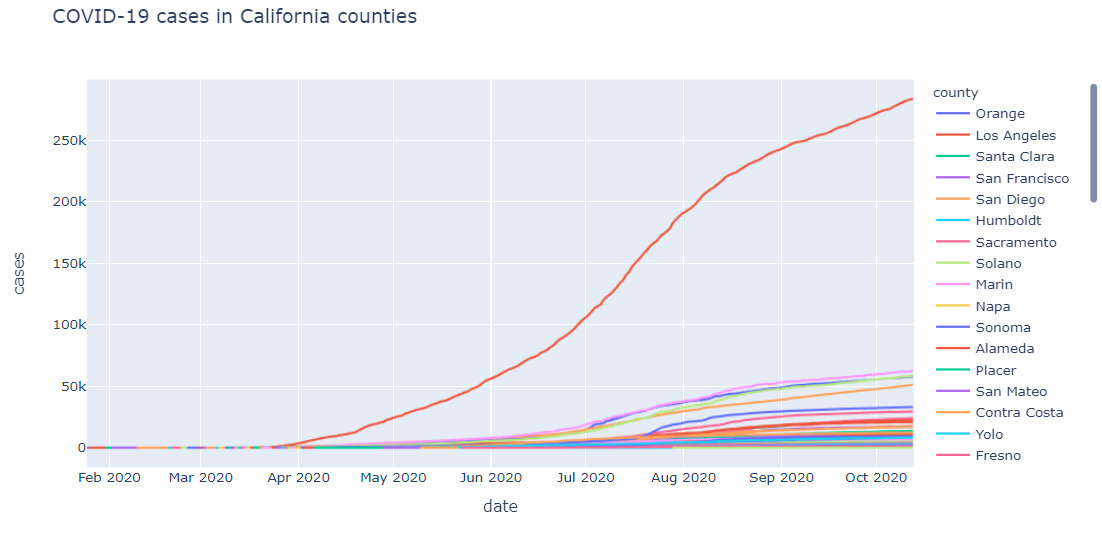 COVID-19 cases in California counties
county
Orange
Los Angeles
Santa Clara
San Francisco
San Diego
Humboldt
Sacramento
Solano
Marin
Napa
Sonoma
Alameda
Placer
San Mateo
Contra Costa
Yolo
Fresno
cases
250k
200k
150k
100k
50k
0
Feb 2020 Mar 2020 Apr 2020 May 2020 Jun 2020 Jul 2020 Aug 2020 Sep 2020 Oct 2020
date